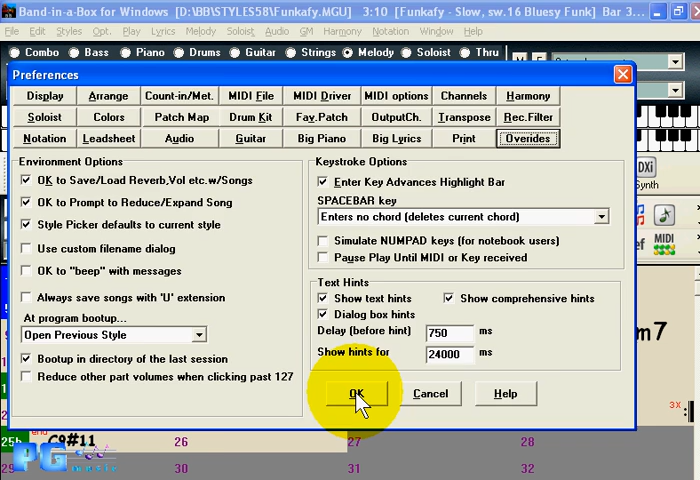 Band-in-a-Box for Windows [D:\BB\STYLES58\Funkafy.MGU] 3:10 [Funkafy - Slow, sw.16 Bluesy Funk] Bar 3...
File Edit Styles Opt. Play Lyrics Melody Soloist Audio GM Harmony Notation Window Help
Combo Bass Piano Drums Guitar Strings Melody Soloist Thru
M
Preferences
Display Arrange Count-in/Met. MIDI File MIDI Driver MIDI options Channels Harmony
Soloist Colors Patch Map Drum Kit Fav.Patch OutputCh. Transpose Rec.Filter
Notation Leadsheet Audio Guitar Big Piano Big Lyrics Print Overides
Environment Options
OK to Save/Load Reverb,Vol etc.w/Songs
OK to Prompt to Reduce/Expand Song
Style Picker defaults to current style
Use custom filename dialog
OK to "beep" with messages
Always save songs with 'U' extension
At program bootup...
Open Previous Style
Bootup in directory of the last session
Reduce other part volumes when clicking past 127
Keystroke Options
Enter Key Advances Highlight Bar
SPACEBAR key
Enters no chord (deletes current chord)
Simulate NUMPAD keys (for notebook users)
Pause Play Until MIDI or Key received
Text Hints
Show text hints Show comprehensive hints
Dialog box hints
Delay (before hint) 750 ms
Show hints for 24000 ms
OK Cancel Help
DXi
Synth
MIDI
m7
3X
end
25b C9#11 26 27 28
29 30 31 32
PG music